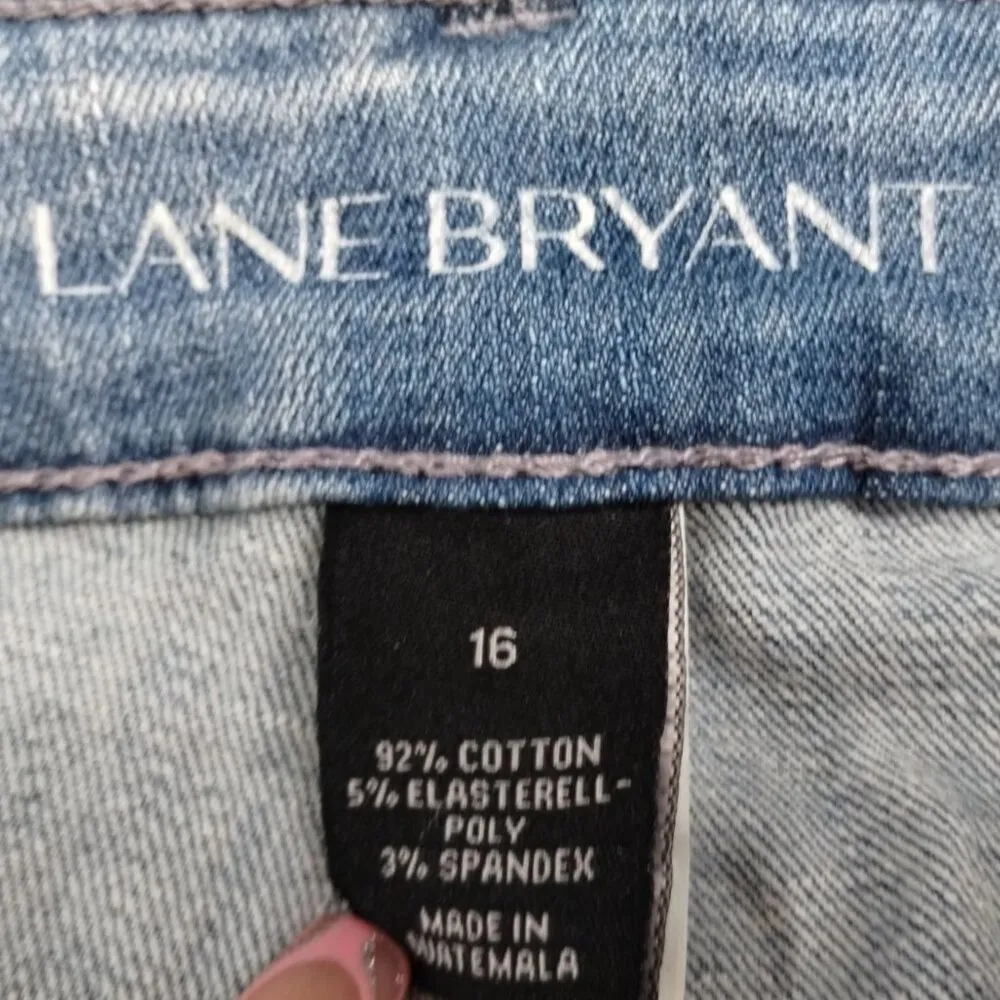 LANE BRYANT
16
92% COTTON
5% ELASTERELL-
POLY
3% SPANDEX
MADE IN
GUATEMALA